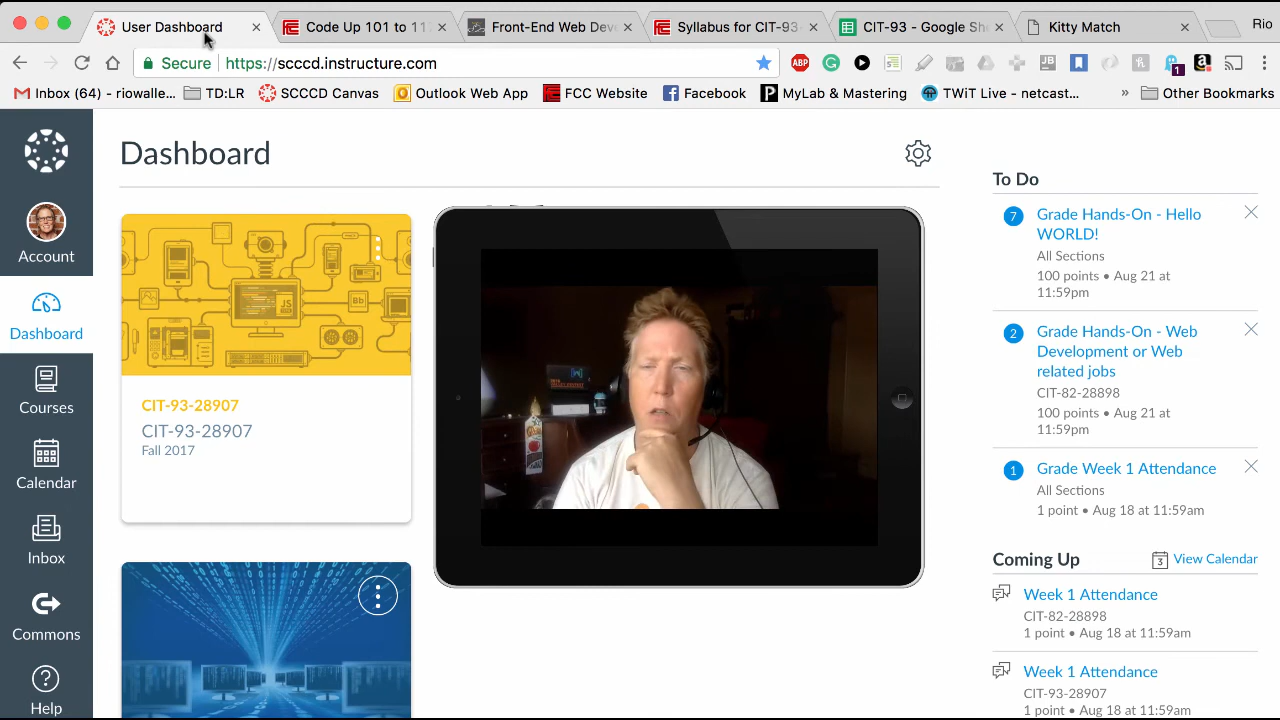 User Dashboard
Code Up 101 to 11
Front-End Web Dev
Syllabus for CIT-93
CIT-93 - Google She
Kitty Match
Rio
Secure
https://scccd.instructure.com
ABP
JB
1
Inbox (64) - riowalle...
TD:LR
SCCCD Canvas
Outlook Web App
FCC Website
Facebook
MyLab & Mastering
TWiT Live - netcast...
»
Other Bookmarks
Account
Dashboard
Courses
Calendar
Inbox
Commons
Help
Dashboard
JS
Bb
CIT-93-28907
CIT-93-28907
Fall 2017
To Do
7
Grade Hands-On - Hello
WORLD!
All Sections
100 points • Aug 21 at
11:59pm
2
Grade Hands-On - Web
Development or Web
related jobs
CIT-82-28898
100 points • Aug 21 at
11:59pm
1
Grade Week 1 Attendance
All Sections
1 point • Aug 18 at 11:59am
Coming Up
3
View Calendar
Week 1 Attendance
CIT-82-28898
1 point • Aug 18 at 11:59am
Week 1 Attendance
CIT-93-28907
1 point • Aug 18 at 11:59am